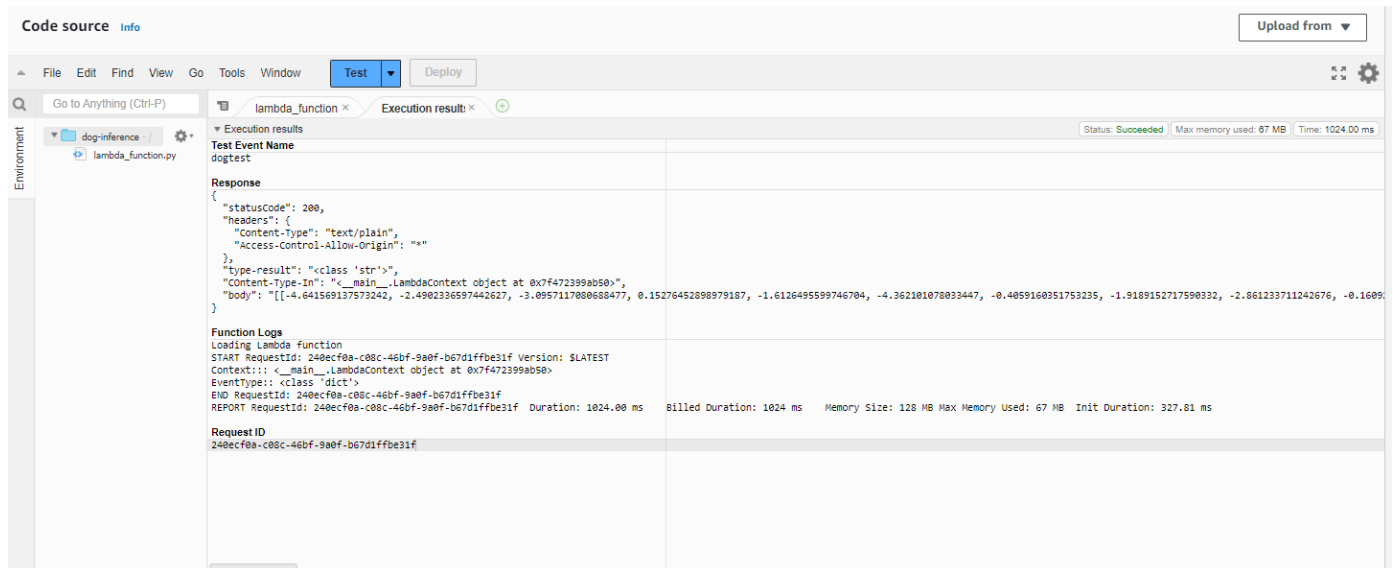 Code source Info
Upload from
File Edit Find View Go Tools Window Test Deploy
Go to Anything (Ctrl-P)
lambda_function × Execution results ×
Environment
dog-inference - /
lambda_function.py
Execution results
Status: Succeeded Max memory used: 67 MB Time: 1024.00 ms
Test Event Name
dogtest
Response
{
"statusCode": 200,
"headers": {
"Content-Type": "text/plain",
"Access-Control-Allow-Origin": "*"
},
"type-result": "<class 'str'>",
"COntent-Type-In": "<__main__.LambdaContext object at 0x7f472399ab50>",
"body": "[[-4.641569137573242, -2.4902336597442627, -3.0957117080688477, 0.15276452898979187, -1.6126495599746704, -4.362101078033447, -0.4059160351753235, -1.9189152717590332, -2.861233711242676, -0.1609
}
Function Logs
Loading Lambda function
START RequestId: 240ecf0a-c08c-46bf-9a0f-b67d1ffbe31f Version: $LATEST
Context::: <__main__.LambdaContext object at 0x7f472399ab50>
EventType:: <class 'dict'>
END RequestId: 240ecf0a-c08c-46bf-9a0f-b67d1ffbe31f
REPORT RequestId: 240ecf0a-c08c-46bf-9a0f-b67d1ffbe31f Duration: 1024.00 ms Billed Duration: 1024 ms Memory Size: 128 MB Max Memory Used: 67 MB Init Duration: 327.81 ms
Request ID
240ecf0a-c08c-46bf-9a0f-b67d1ffbe31f